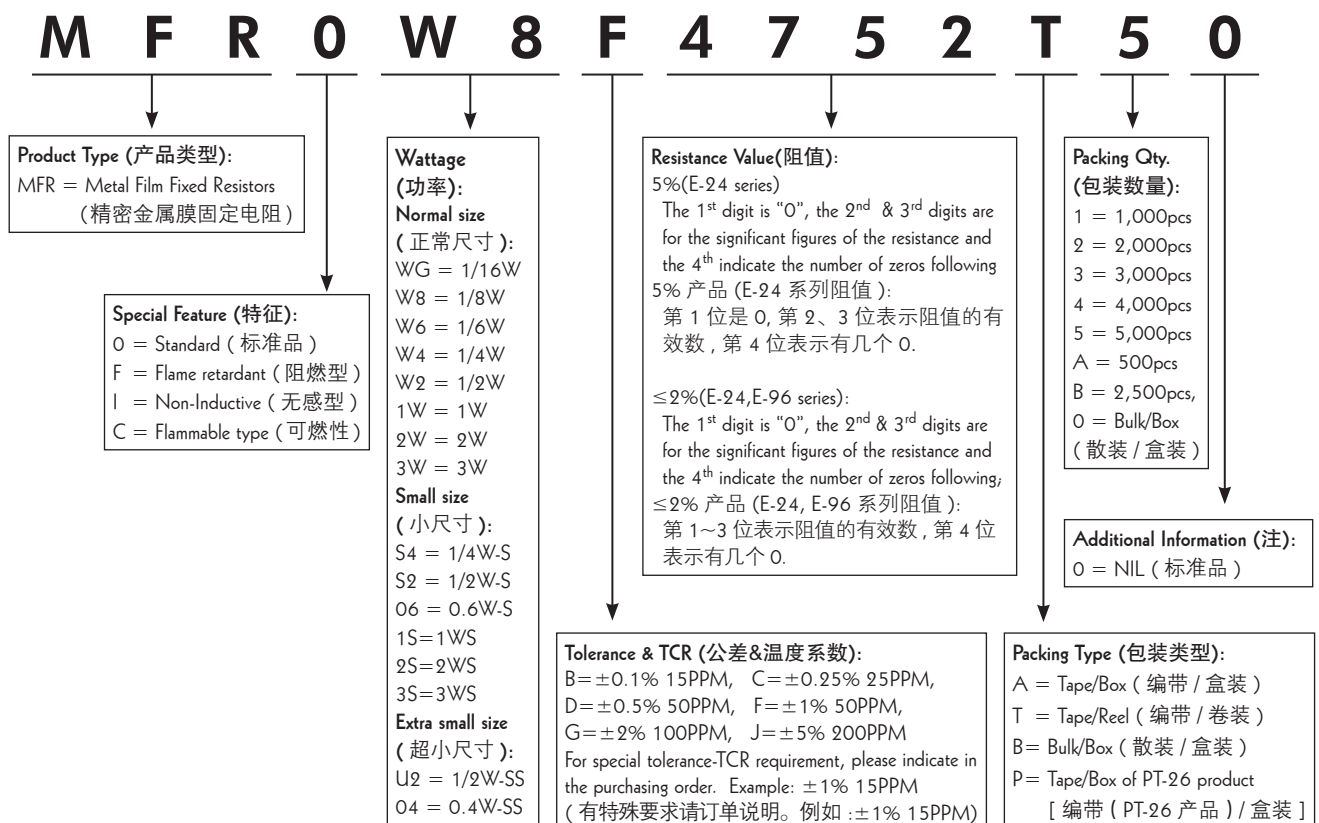 M F R 0 W 8 F 4 7 5 2 T 5 0
Product Type (产品类型):
MFR = Metal Film Fixed Resistors
(精密金属膜固定电阻)
Special Feature (特征):
0 = Standard ( 标准品 )
F = Flame retardant ( 阻燃型 )
I = Non-Inductive ( 无感型 )
C = Flammable type ( 可燃性 )
Wattage
(功率):
Normal size
( 正常尺寸 ):
WG = 1/16W
W8 = 1/8W
W6 = 1/6W
W4 = 1/4W
W2 = 1/2W
1W = 1W
2W = 2W
3W = 3W
Small size
( 小尺寸 ):
S4 = 1/4W-S
S2 = 1/2W-S
06 = 0.6W-S
1S=1WS
2S=2WS
3S=3WS
Extra small size
( 超小尺寸 ):
U2 = 1/2W-SS
04 = 0.4W-SS
Resistance Value(阻值):
5%(E-24 series)
The 1st digit is “0”, the 2nd & 3rd digits are
for the significant figures of the resistance and
the 4th indicate the number of zeros following
5% 产品 (E-24 系列阻值 ):
第 1 位是 0, 第 2、3 位表示阻值的有
效数 , 第 4 位表示有几个 0.
≤2%(E-24,E-96 series):
The 1st digit is “0”, the 2nd & 3rd digits are
for the significant figures of the resistance and
the 4th indicate the number of zeros following;
≤2% 产品 (E-24, E-96 系列阻值 ):
第 1~3 位表示阻值的有效数 , 第 4 位
表示有几个 0.
Tolerance & TCR (公差&温度系数):
B=±0.1% 15PPM, C=±0.25% 25PPM,
D=±0.5% 50PPM, F=±1% 50PPM,
G=±2% 100PPM, J=±5% 200PPM
For special tolerance-TCR requirement, please indicate in
the purchasing order. Example: ±1% 15PPM
( 有特殊要求请订单说明。例如 :±1% 15PPM)
Packing Qty.
(包装数量):
1 = 1,000pcs
2 = 2,000pcs
3 = 3,000pcs
4 = 4,000pcs
5 = 5,000pcs
A = 500pcs
B = 2,500pcs,
0 = Bulk/Box
( 散装 / 盒装 )
Additional Information (注):
0 = NIL ( 标准品 )
Packing Type (包装类型):
A = Tape/Box ( 编带 / 盒装 )
T = Tape/Reel ( 编带 / 卷装 )
B= Bulk/Box ( 散装 / 盒装 )
P= Tape/Box of PT-26 product
[ 编带 ( PT-26 产品 ) / 盒装 ]